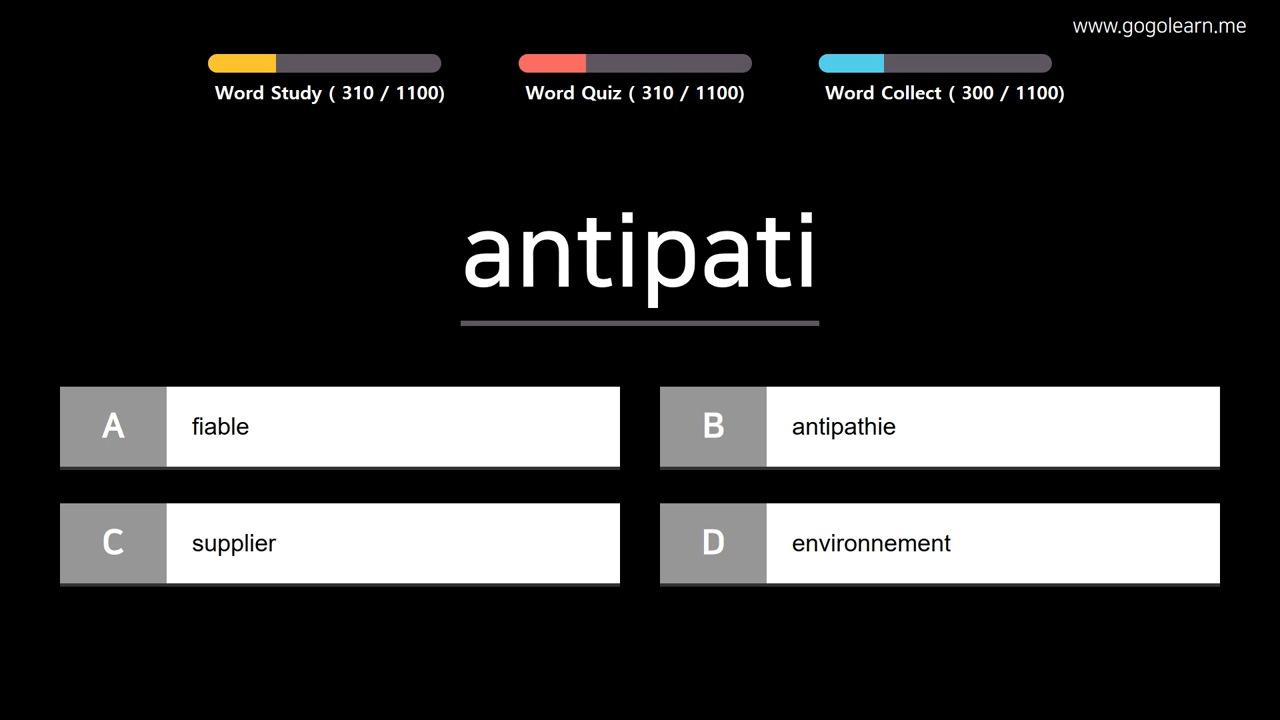 www.gogolearn.me
Word Study ( 310 / 1100)
Word Quiz ( 310 / 1100)
Word Collect ( 300 / 1100)
antipati
A fiable
B antipathie
C supplier
D environnement